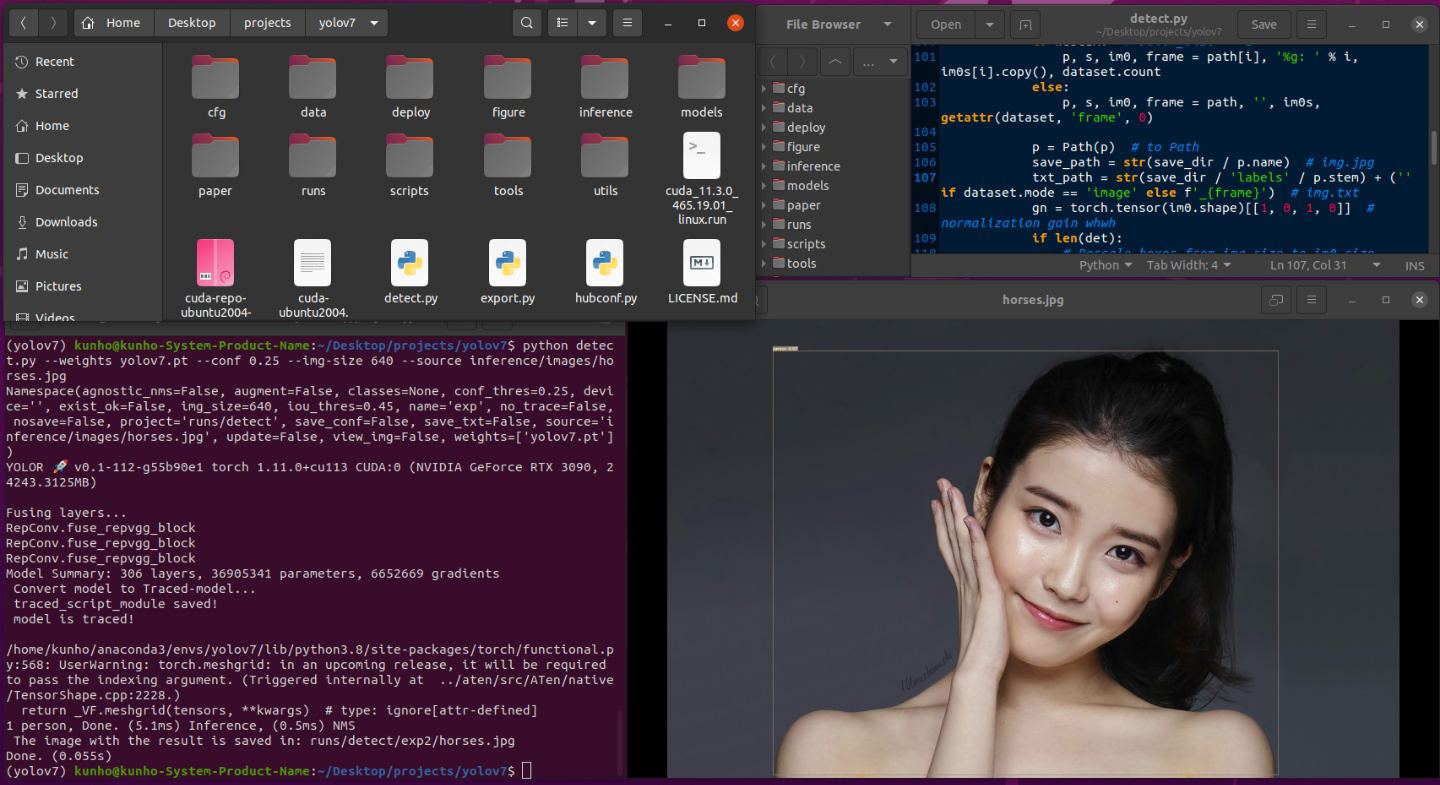 Home
Desktop
projects
yolov7
Recent
Starred
Home
Desktop
Documents
Downloads
Music
Pictures
Videos
cfg
data
deploy
figure
inference
models
paper
runs
scripts
tools
utils
cuda_11.3.0_
465.19.01_
linux.run
cuda-repo-
ubuntu2004-
cuda-
ubuntu2004.
detect.py
export.py
hubconf.py
LICENSE.md
File Browser
...
cfg
data
deploy
figure
inference
models
paper
runs
scripts
tools
Open
detect.py
~/Desktop/projects/yolov7
Save
101 p, s, im0, frame = path[i], '%g: ' % i,
im0s[i].copy(), dataset.count
102 else:
103 p, s, im0, frame = path, '', im0s,
getattr(dataset, 'frame', 0)
104
105 p = Path(p)  # to Path
106 save_path = str(save_dir / p.name)  # img.jpg
107 txt_path = str(save_dir / 'labels' / p.stem) + (''
if dataset.mode == 'image' else f'_{frame}')  # img.txt
108 gn = torch.tensor(im0.shape)[[1, 0, 1, 0]]  #
normalization gain whwh
109 if len(det):
# Rescale boxes from img_size to im0 size
Python
Tab Width: 4
Ln 107, Col 31
INS
(yolov7) kunho@kunho-System-Product-Name:~/Desktop/projects/yolov7$ python detec
t.py --weights yolov7.pt --conf 0.25 --img-size 640 --source inference/images/ho
rses.jpg
Namespace(agnostic_nms=False, augment=False, classes=None, conf_thres=0.25, devi
ce='', exist_ok=False, img_size=640, iou_thres=0.45, name='exp', no_trace=False,
nosave=False, project='runs/detect', save_conf=False, save_txt=False, source='i
nference/images/horses.jpg', update=False, view_img=False, weights=['yolov7.pt']
)
YOLOR 🚀 v0.1-112-g55b90e1 torch 1.11.0+cu113 CUDA:0 (NVIDIA GeForce RTX 3090, 2
4243.3125MB)
Fusing layers...
RepConv.fuse_repvgg_block
RepConv.fuse_repvgg_block
RepConv.fuse_repvgg_block
Model Summary: 306 layers, 36905341 parameters, 6652669 gradients
Convert model to Traced-model...
traced_script_module saved!
model is traced!
/home/kunho/anaconda3/envs/yolov7/lib/python3.8/site-packages/torch/functional.p
y:568: UserWarning: torch.meshgrid: in an upcoming release, it will be required
to pass the indexing argument. (Triggered internally at  ../aten/src/ATen/native
/TensorShape.cpp:2228.)
return _VF.meshgrid(tensors, **kwargs)  # type: ignore[attr-defined]
1 person, Done. (5.1ms) Inference, (0.5ms) NMS
The image with the result is saved in: runs/detect/exp2/horses.jpg
Done. (0.055s)
(yolov7) kunho@kunho-System-Product-Name:~/Desktop/projects/yolov7$
horses.jpg